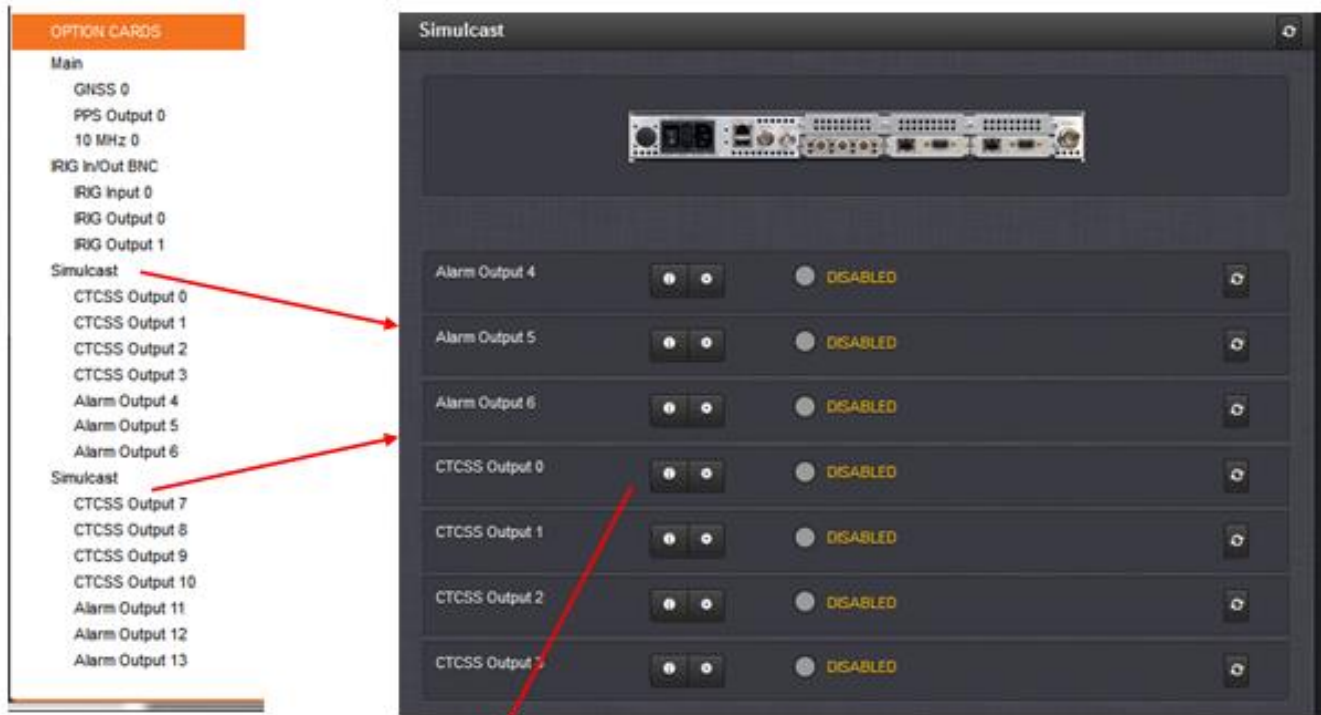 OPTION CARDS
Main
GNSS 0
PPS Output 0
10 MHz 0
IRIG In/Out BNC
IRIG Input 0
IRIG Output 0
IRIG Output 1
Simulcast
CTCSS Output 0
CTCSS Output 1
CTCSS Output 2
CTCSS Output 3
Alarm Output 4
Alarm Output 5
Alarm Output 6
Simulcast
CTCSS Output 7
CTCSS Output 8
CTCSS Output 9
CTCSS Output 10
Alarm Output 11
Alarm Output 12
Alarm Output 13
Simulcast
Alarm Output 4 DISABLED
Alarm Output 5 DISABLED
Alarm Output 6 DISABLED
CTCSS Output 0 DISABLED
CTCSS Output 1 DISABLED
CTCSS Output 2 DISABLED
CTCSS Output 3 DISABLED